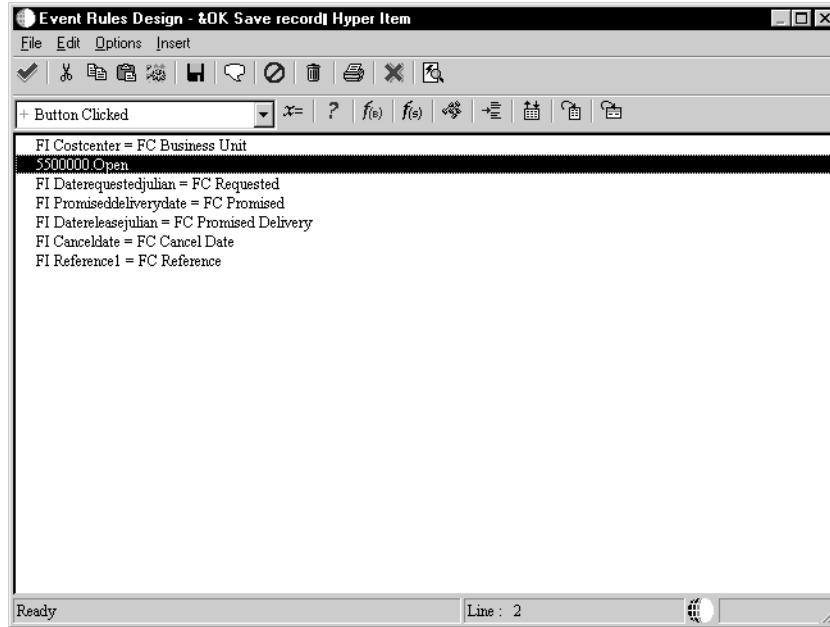 Event Rules Design - &OK Save record| Hyper Item
File Edit Options Insert
+ Button Clicked x= ? f(B) f(s)
FI Costcenter = FC Business Unit
5500000.Open
FI Daterequestedjulian = FC Requested
FI Promiseddeliverydate = FC Promised
FI Datereleasejulian = FC Promised Delivery
FI Canceldate = FC Cancel Date
FI Reference1 = FC Reference
Ready Line : 2